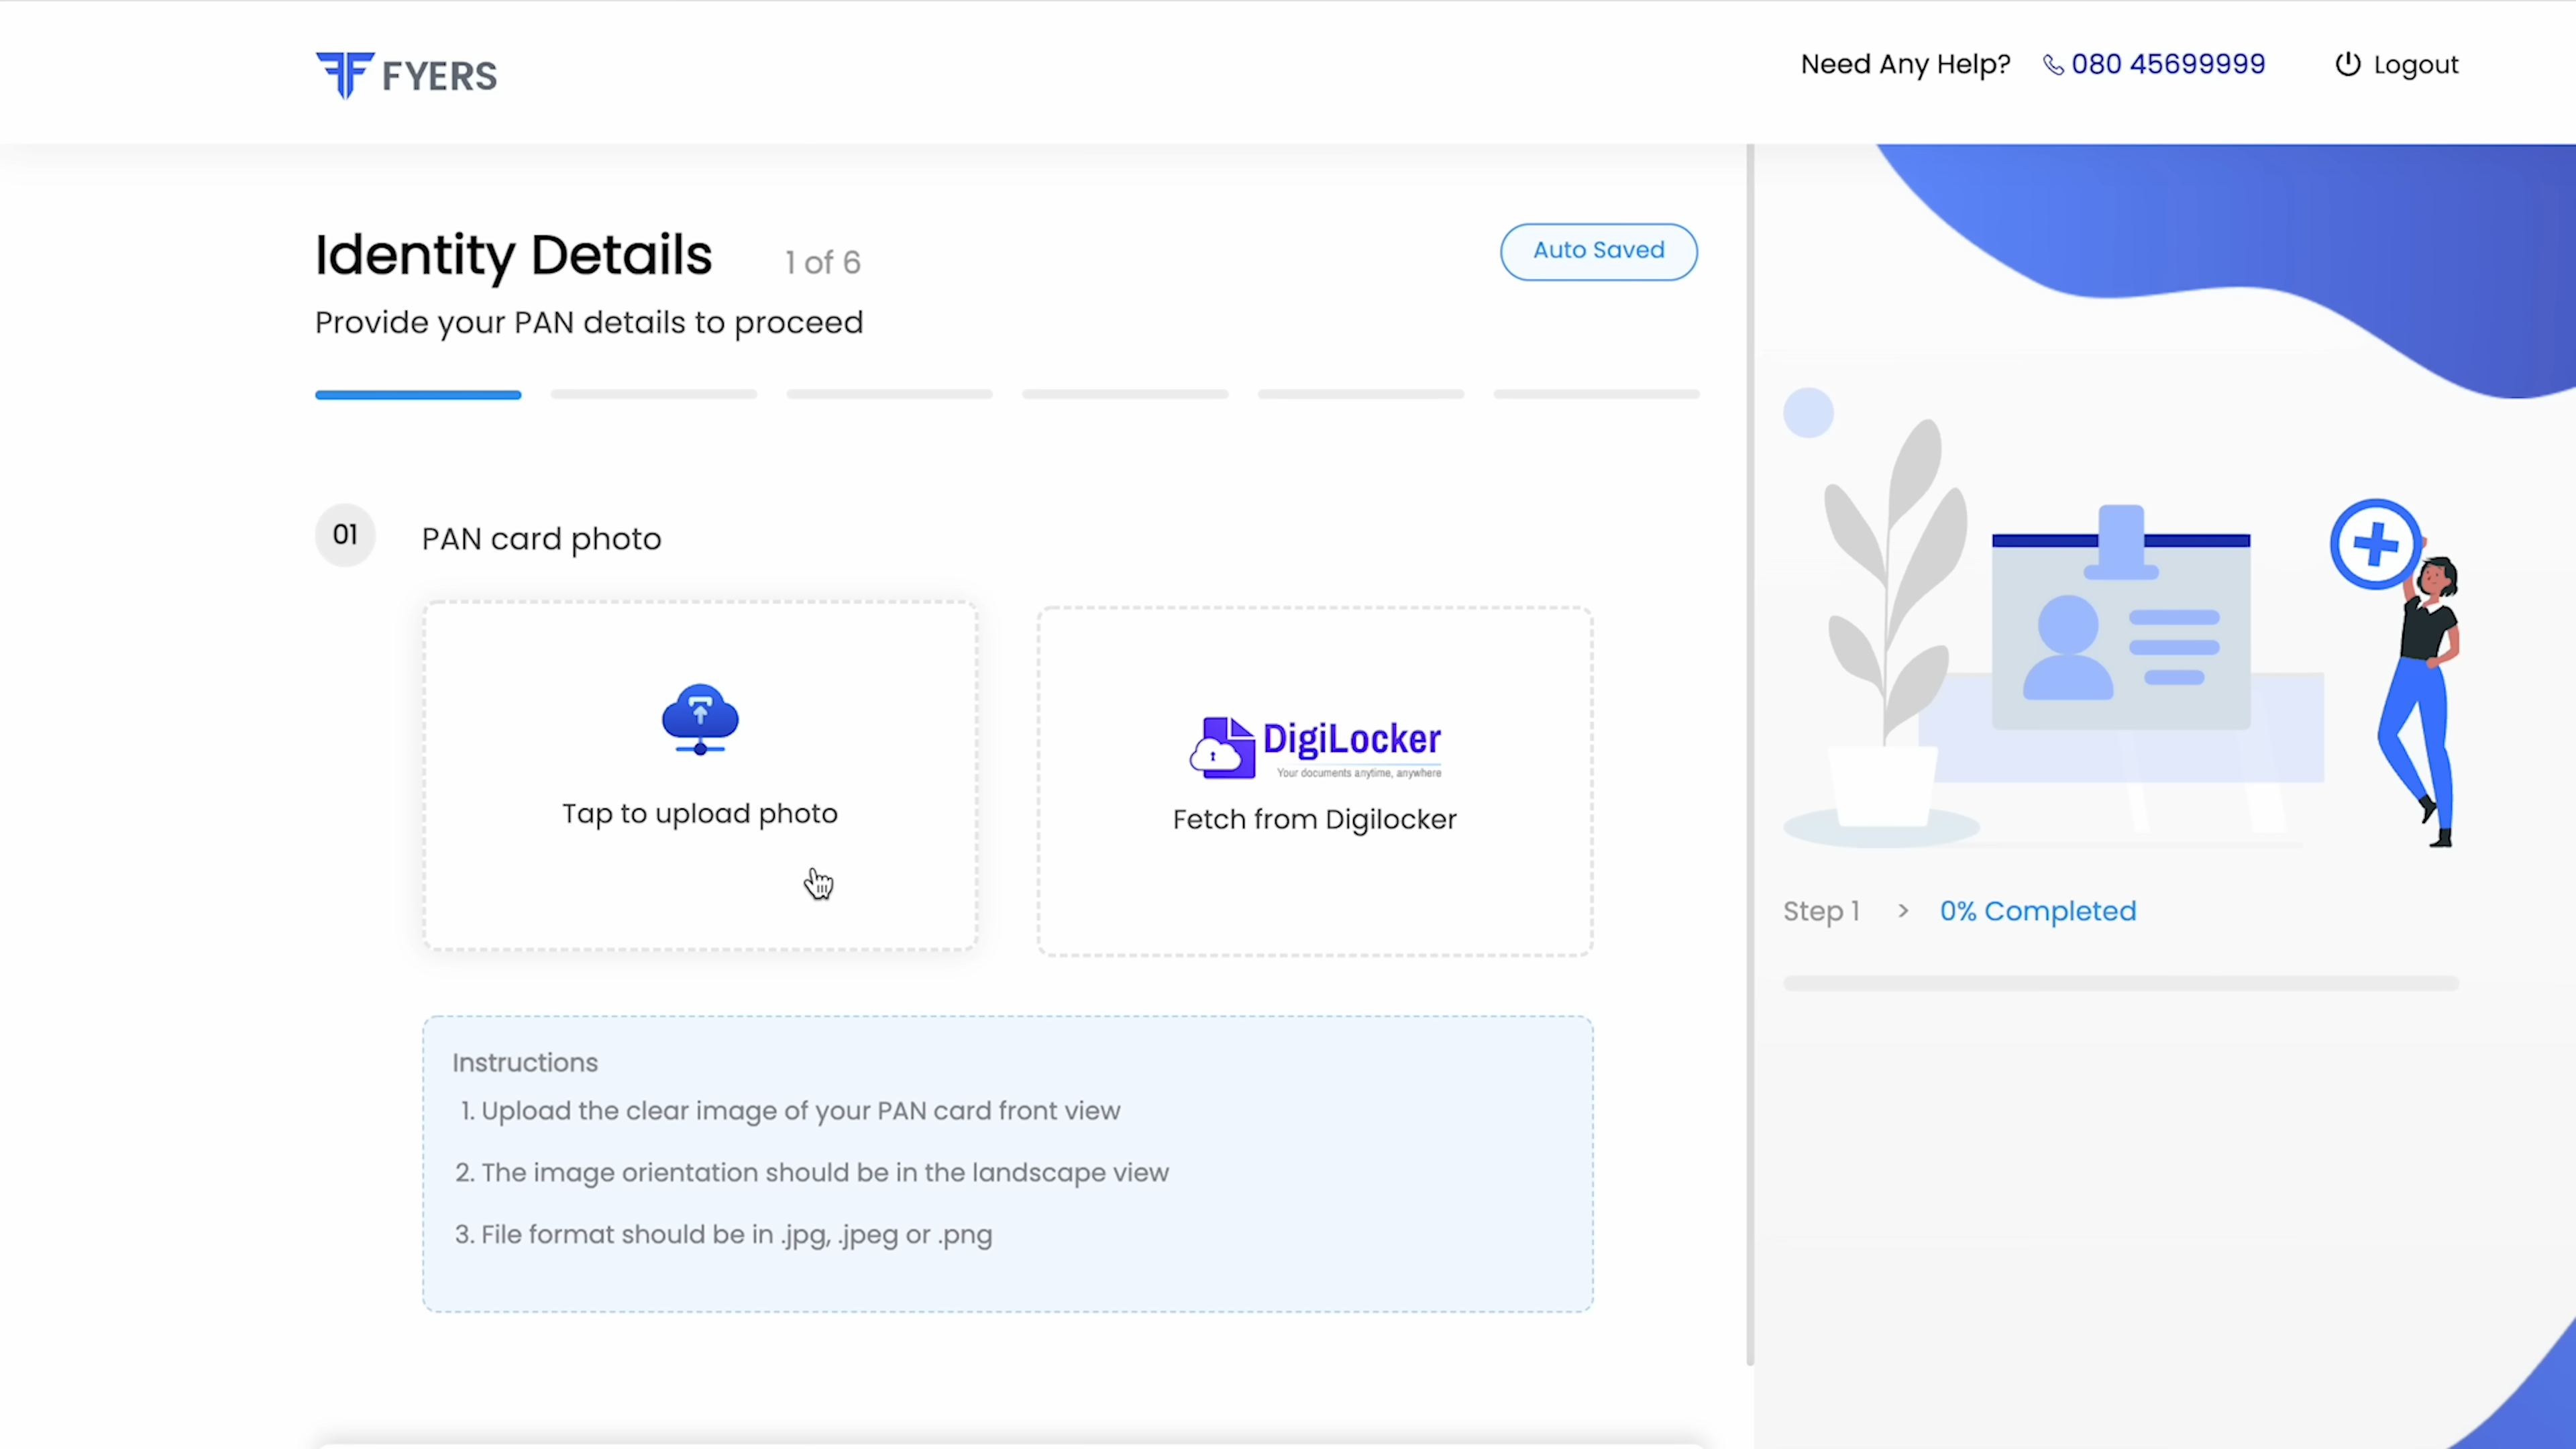 FYERS
Need Any Help? 080 45699999 Logout
Identity Details 1 of 6 Auto Saved
Provide your PAN details to proceed
01 PAN card photo
Tap to upload photo
DigiLocker
Your documents anytime, anywhere
Fetch from Digilocker
Step 1 > 0% Completed
Instructions
1. Upload the clear image of your PAN card front view
2. The image orientation should be in the landscape view
3. File format should be in .jpg, .jpeg or .png